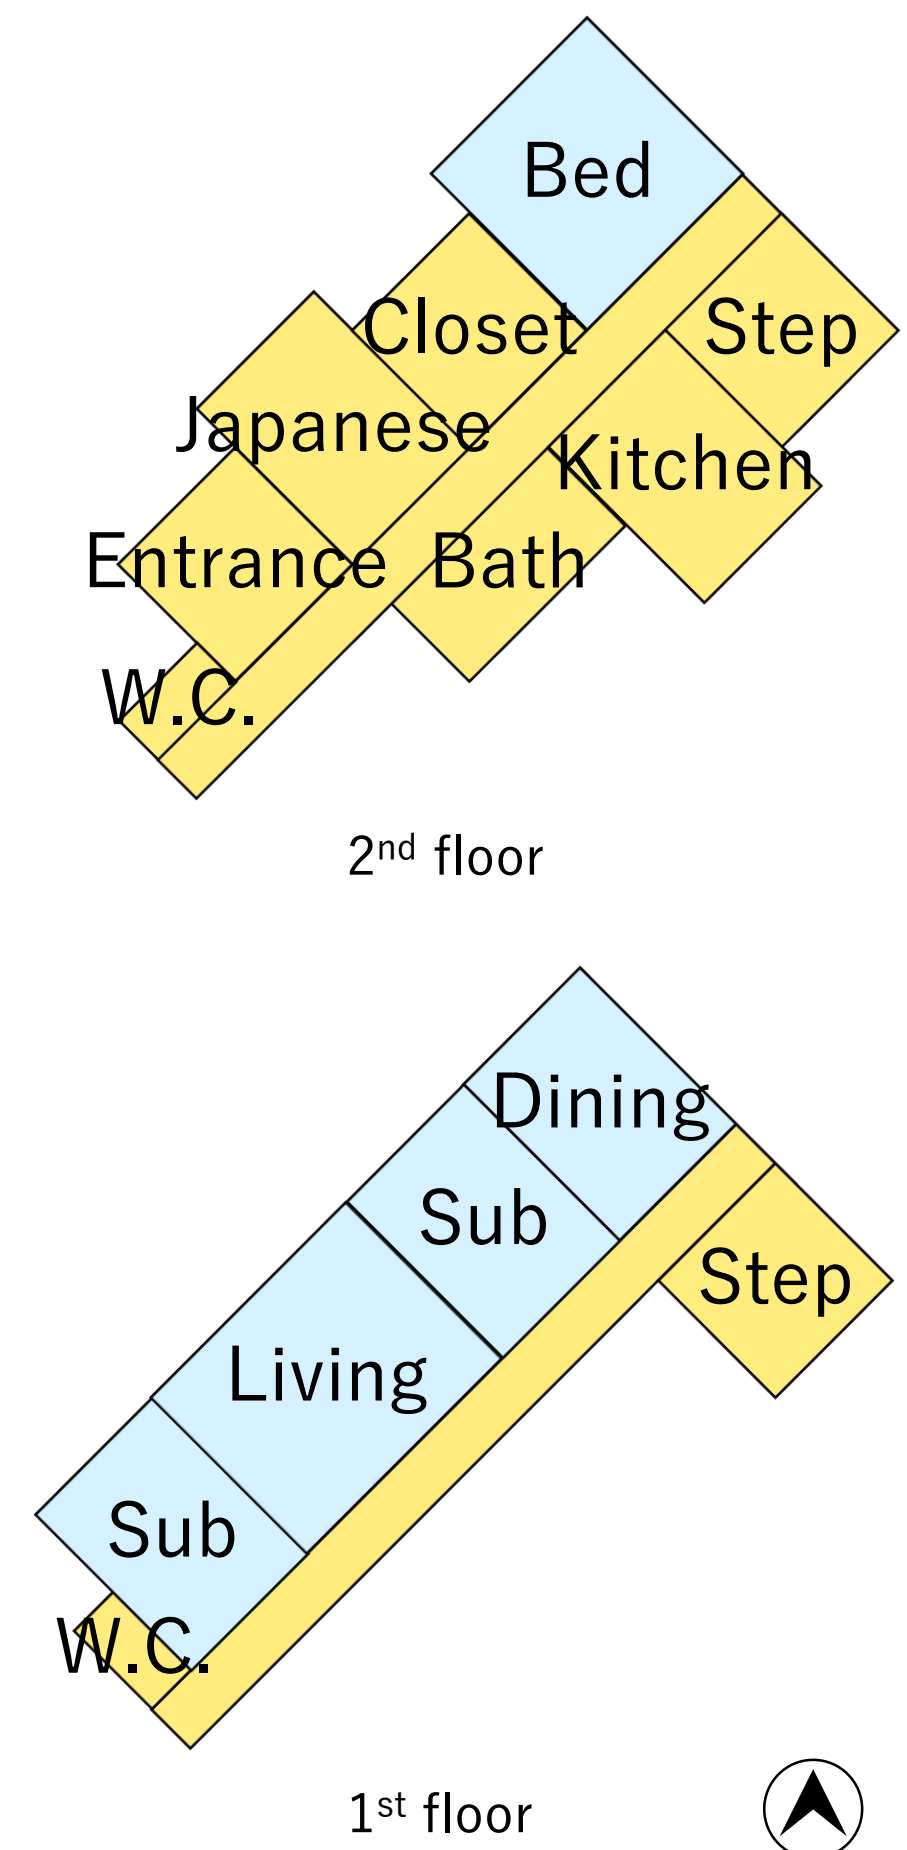 Bed
Closet
Step
Japanese
Kitchen
Entrance
Bath
W.C.
2nd floor
Dining
Sub
Step
Living
Sub
W.C.
1st floor